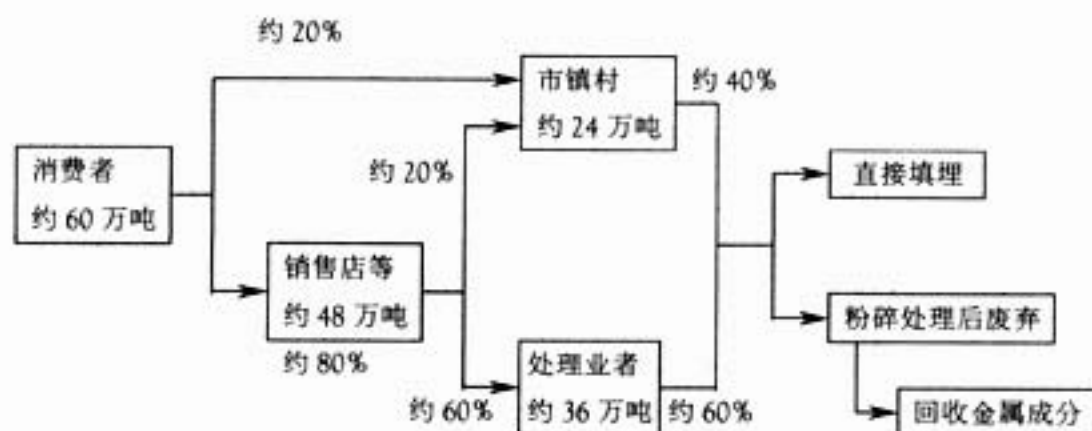 约 20%
市镇村
约 40%
约 24 万吨
消费者
约 60 万吨
约 20%
直接填埋
销售店等
约 48 万吨
约 80%
粉碎处理后废弃
处理业者
约 60%
约 36 万吨
约 60%
回收金属成分